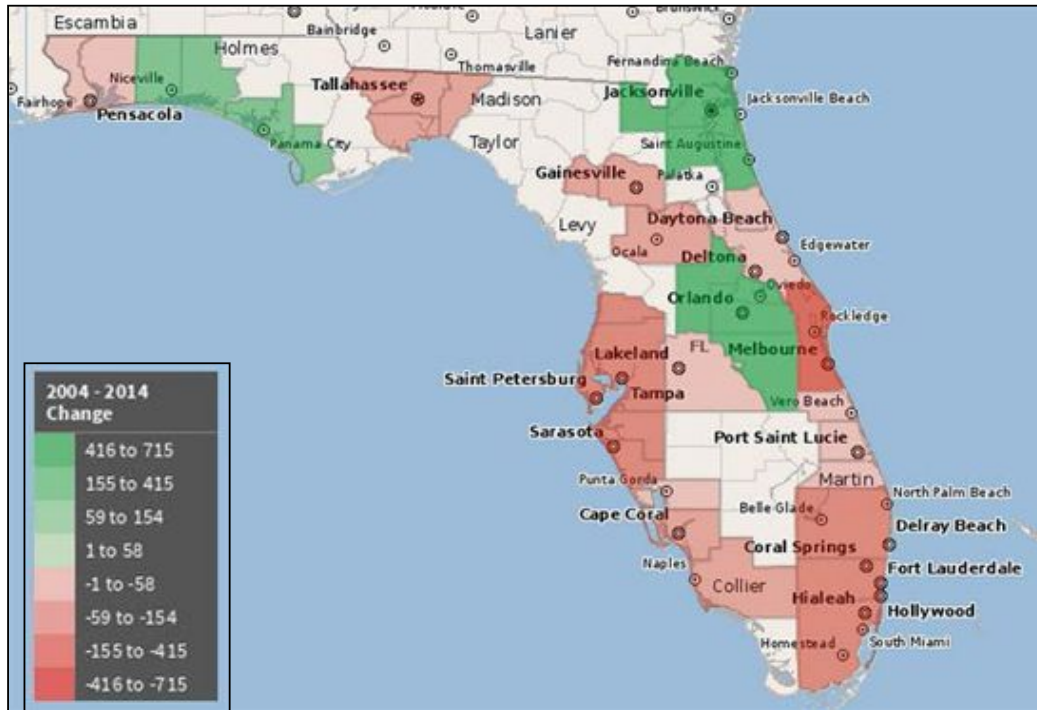 Brunswick
Escambia
Bainbridge
Lanier
Holmes
Thomasville
Fernandina Beach
Niceville
Tallahassee
Madison
Jacksonville
Jacksonville Beach
Fairhope
Pensacola
Panama City
Taylor
Saint Augustine
Gainesville
Palatka
Levy
Daytona Beach
Ocala
Edgewater
Deltona
Oviedo
Orlando
Rockledge
Lakeland
FL
Melbourne
Saint Petersburg
Tampa
Vero Beach
Sarasota
Port Saint Lucie
Punta Gorda
Martin
North Palm Beach
Cape Coral
Belle Glade
Delray Beach
Coral Springs
Naples
Fort Lauderdale
Collier
Hialeah
Hollywood
Homestead
South Miami
2004 - 2014
Change
416 to 715
155 to 415
59 to 154
1 to 58
-1 to -58
-59 to -154
-155 to -415
-416 to -715